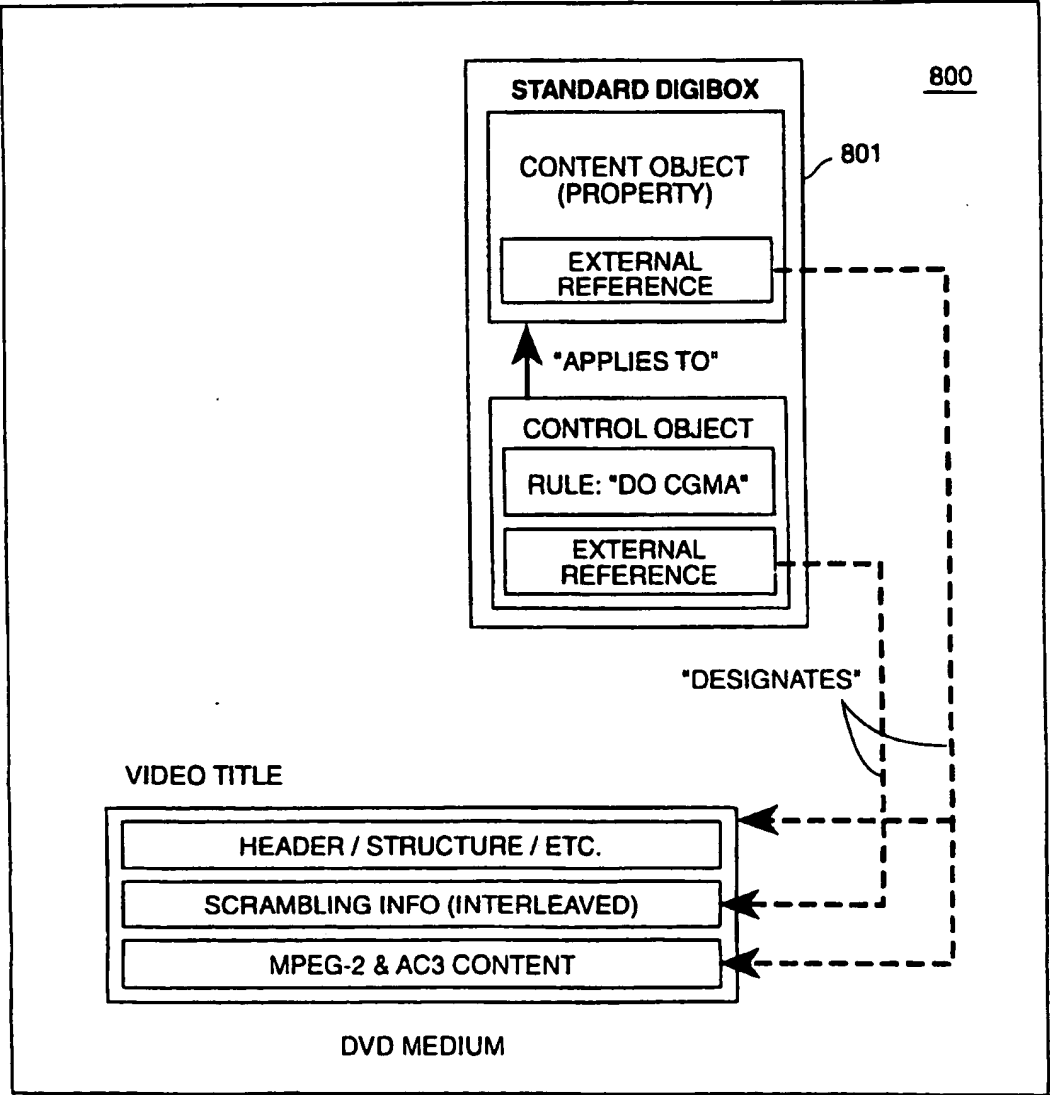 800
STANDARD DIGIBOX
801
CONTENT OBJECT
(PROPERTY)
EXTERNAL
REFERENCE
"APPLIES TO"
CONTROL OBJECT
RULE: "DO CGMA"
EXTERNAL
REFERENCE
"DESIGNATES"
VIDEO TITLE
HEADER / STRUCTURE / ETC.
SCRAMBLING INFO (INTERLEAVED)
MPEG-2 & AC3 CONTENT
DVD MEDIUM